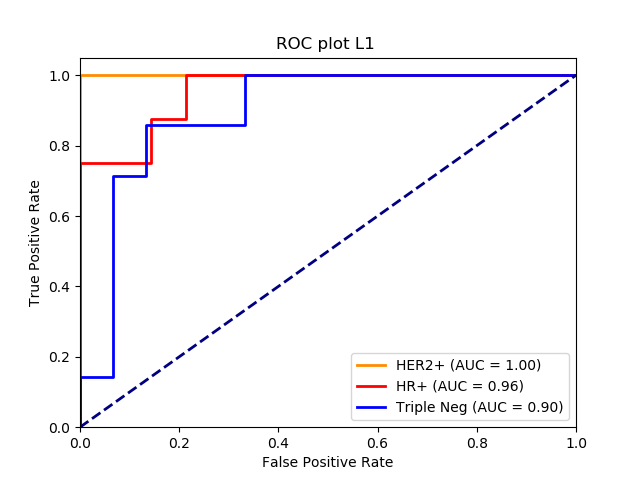 ROC plot L1
True Positive Rate
1.0
0.8
0.6
0.4
0.2
0.0
HER2+ (AUC = 1.00)
HR+ (AUC = 0.96)
Triple Neg (AUC = 0.90)
0.0 0.2 0.4 0.6 0.8 1.0
False Positive Rate